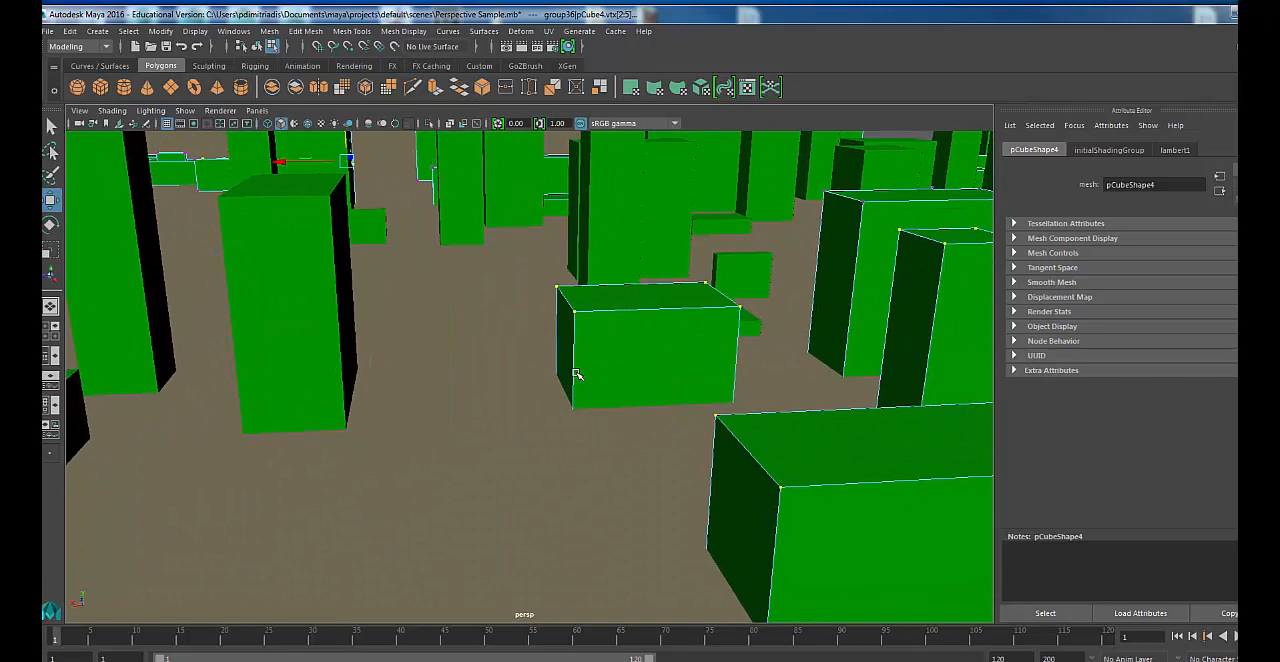 Autodesk Maya 2016 - Educational Version: C:\Users\pdimitriadis\Documents\maya\projects\default\scenes\Perspective Sample.mb*  ---  group36|pCube4.vtx[2:5]...
File Edit Create Select Modify Display Windows Mesh Edit Mesh Mesh Tools Mesh Display Curves Surfaces Deform UV Generate Cache Help
Modeling No Live Surface
Curves / Surfaces Polygons Sculpting Rigging Animation Rendering FX FX Caching Custom GoZBrush XGen
View Shading Lighting Show Renderer Panels
0.00 1.00 sRGB gamma
Attribute Editor
List Selected Focus Attributes Show Help
pCubeShape4 initialShadingGroup lambert1
mesh: pCubeShape4
Tessellation Attributes
Mesh Component Display
Mesh Controls
Tangent Space
Smooth Mesh
Displacement Map
Render Stats
Object Display
Node Behavior
UUID
Extra Attributes
Notes: pCubeShape4
persp
Select Load Attributes Copy
1 5 10 15 20 25 30 35 40 45 50 55 60 65 70 75 80 85 90 95 100 105 110 115 120 1
1 1 1 120 120 200 No Anim Layer No Character